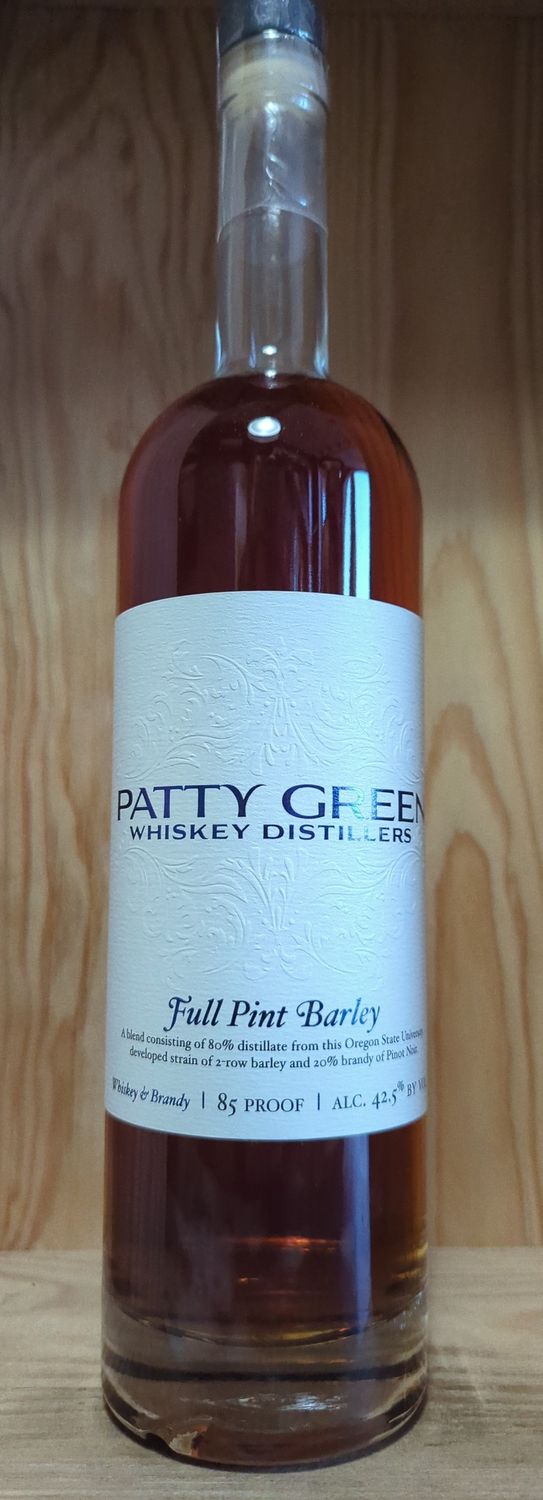 PATTY GREEN
WHISKEY DISTILLERS
Full Pint Barley
A blend consisting of 80% distillate from this Oregon State University
developed strain of 2-row barley and 20% brandy of Pinot Noir.
Whiskey & Brandy | 85 PROOF | ALC. 42.5% BY